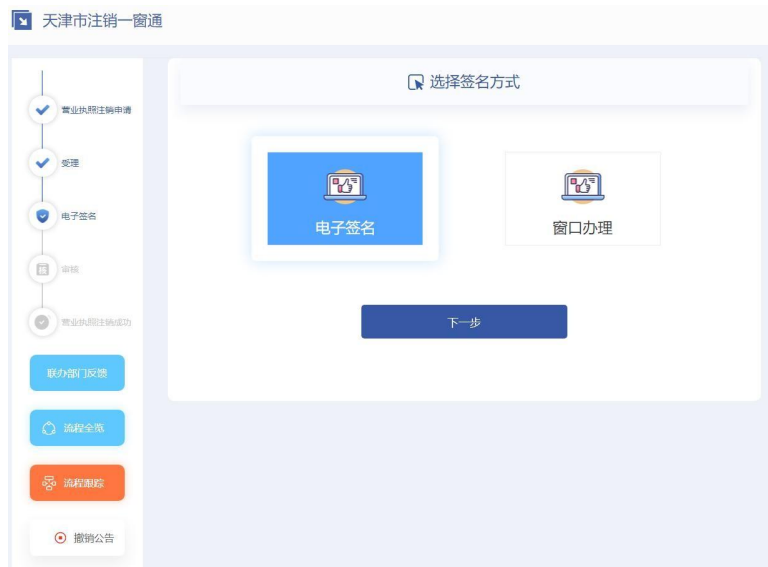 天津市注销一窗通
选择签名方式
营业执照注销申请
受理
电子签名
审核
营业执照注销成功
电子签名
窗口办理
下一步
联办部门反馈
流程全览
流程跟踪
撤销公告